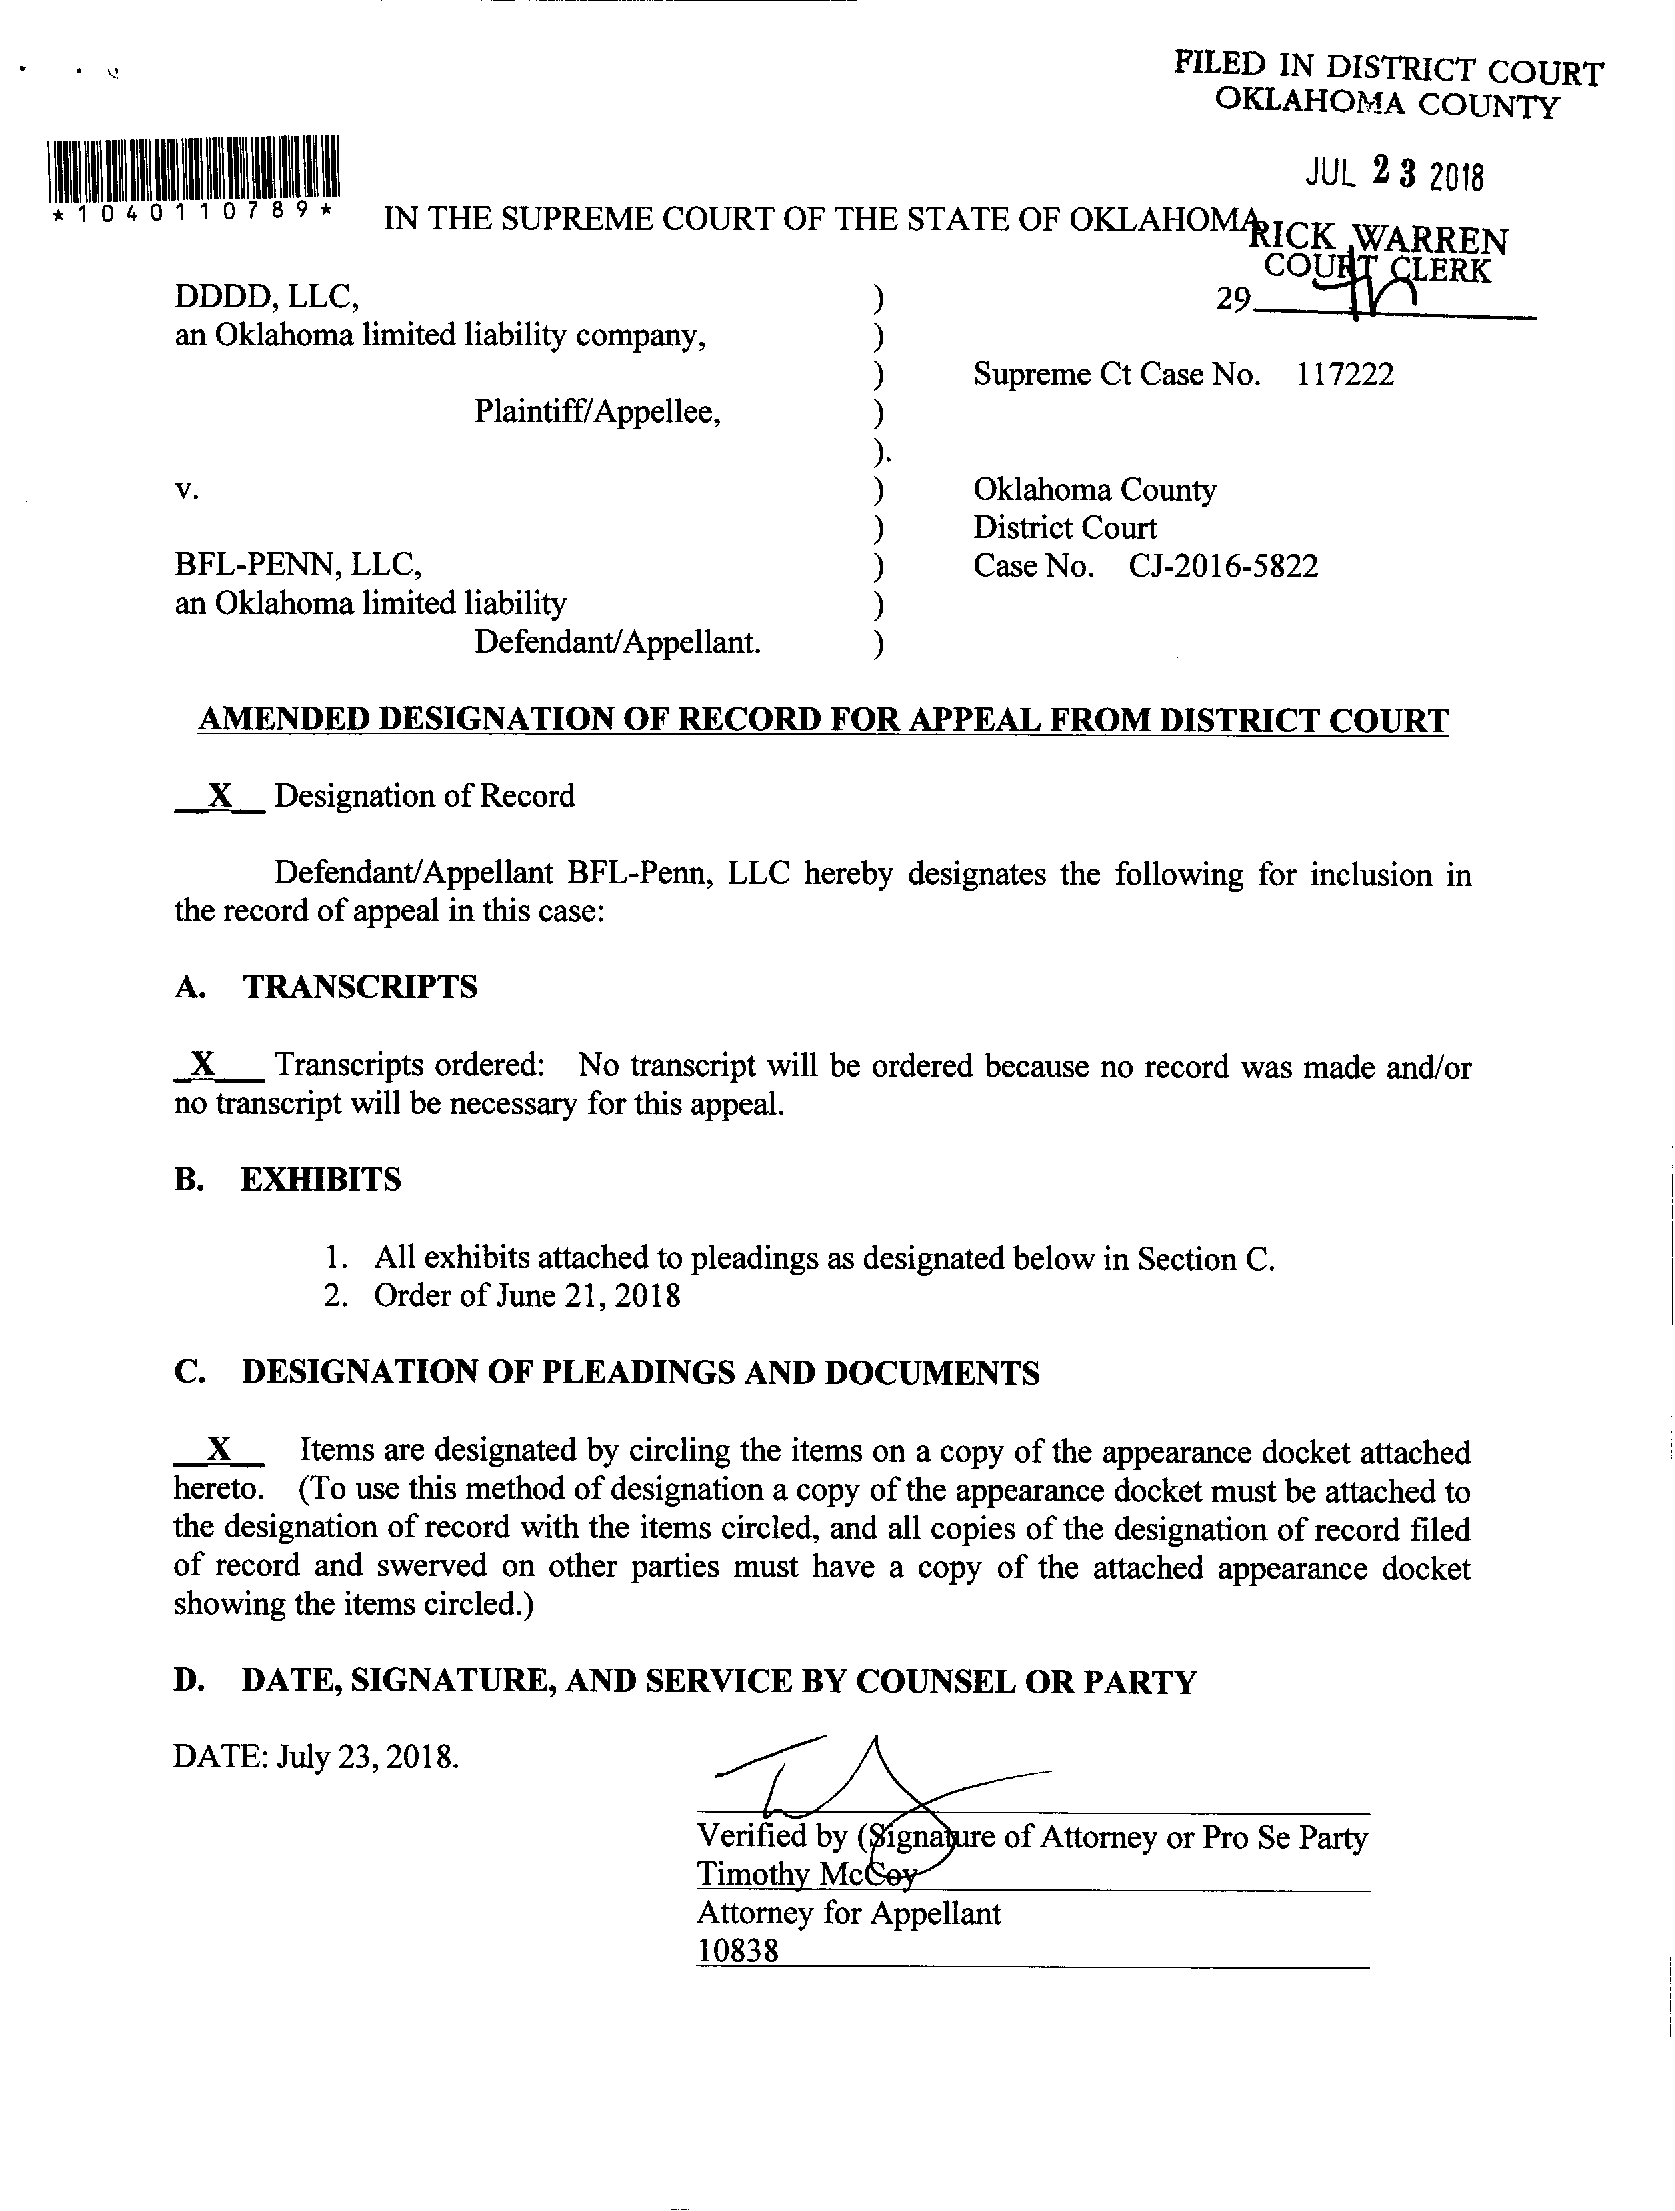 FILED IN DISTRICT COURT
OKLAHOMA COUNTY
JUL 23 2018
*1040110789*
IN THE SUPREME COURT OF THE STATE OF OKLAHOMA
RICK WARREN
COURT CLERK
29
DDDD, LLC, )
an Oklahoma limited liability company, )
) Supreme Ct Case No. 117222
Plaintiff/Appellee, )
).
v. ) Oklahoma County
) District Court
BFL-PENN, LLC, ) Case No. CJ-2016-5822
an Oklahoma limited liability )
Defendant/Appellant. )
AMENDED DESIGNATION OF RECORD FOR APPEAL FROM DISTRICT COURT
X Designation of Record
Defendant/Appellant BFL-Penn, LLC hereby designates the following for inclusion in
the record of appeal in this case:
A. TRANSCRIPTS
X Transcripts ordered: No transcript will be ordered because no record was made and/or
no transcript will be necessary for this appeal.
B. EXHIBITS
1. All exhibits attached to pleadings as designated below in Section C.
2. Order of June 21, 2018
C. DESIGNATION OF PLEADINGS AND DOCUMENTS
X Items are designated by circling the items on a copy of the appearance docket attached
hereto. (To use this method of designation a copy of the appearance docket must be attached to
the designation of record with the items circled, and all copies of the designation of record filed
of record and swerved on other parties must have a copy of the attached appearance docket
showing the items circled.)
D. DATE, SIGNATURE, AND SERVICE BY COUNSEL OR PARTY
DATE: July 23, 2018.
Verified by (Signature of Attorney or Pro Se Party
Timothy McCoy
Attorney for Appellant
10838